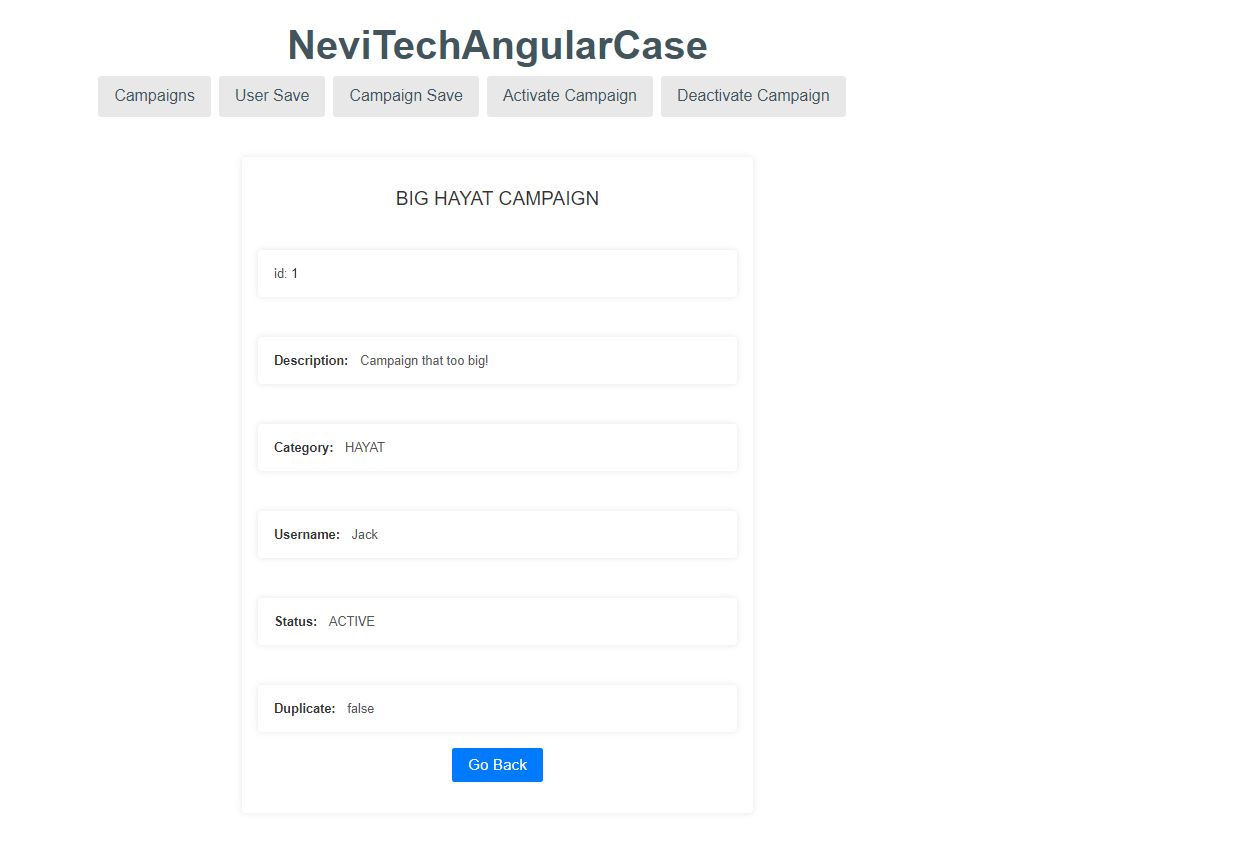 NeviTechAngularCase
Campaigns User Save Campaign Save Activate Campaign Deactivate Campaign
BIG HAYAT CAMPAIGN
id: 1
Description: Campaign that too big!
Category: HAYAT
Username: Jack
Status: ACTIVE
Duplicate: false
Go Back